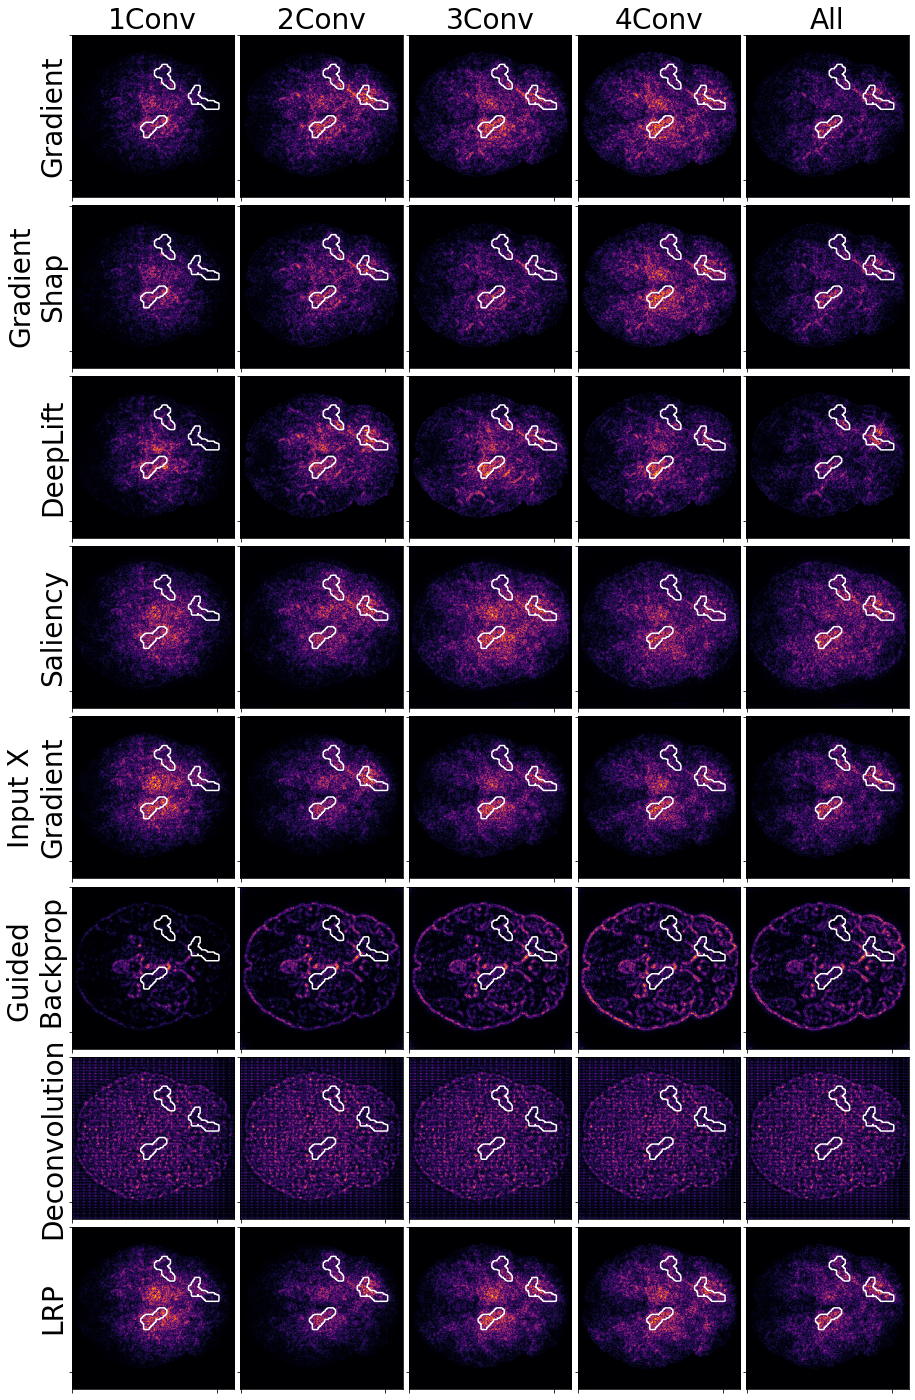 1Conv 2Conv 3Conv 4Conv All
Gradient
Gradient
Shap
DeepLift
Saliency
Input X
Gradient
Guided
Backprop
Deconvolution
LRP